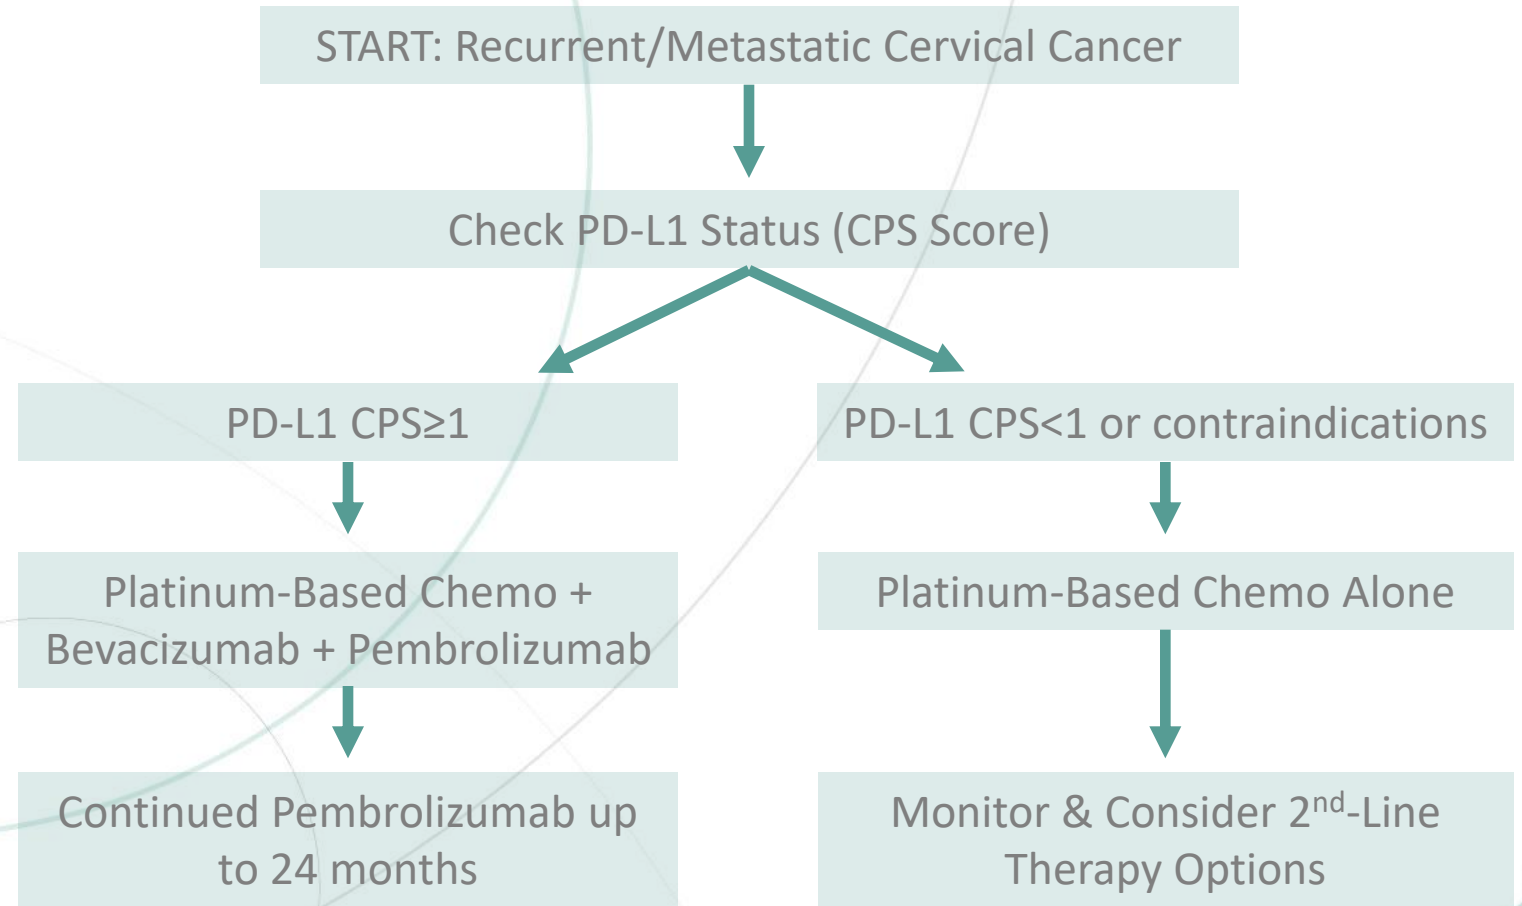 START: Recurrent/Metastatic Cervical Cancer
Check PD-L1 Status (CPS Score)
PD-L1 CPS≥1
PD-L1 CPS<1 or contraindications
Platinum-Based Chemo +
Bevacizumab + Pembrolizumab
Platinum-Based Chemo Alone
Continued Pembrolizumab up
to 24 months
Monitor & Consider 2nd-Line
Therapy Options